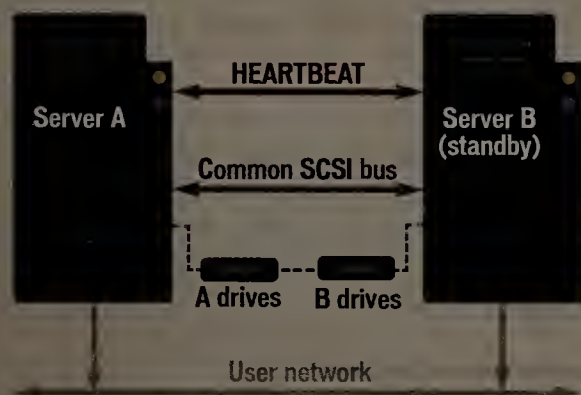 HEARTBEAT
Server A
Server B
(standby)
Common SCSI bus
A drives
B drives
User network